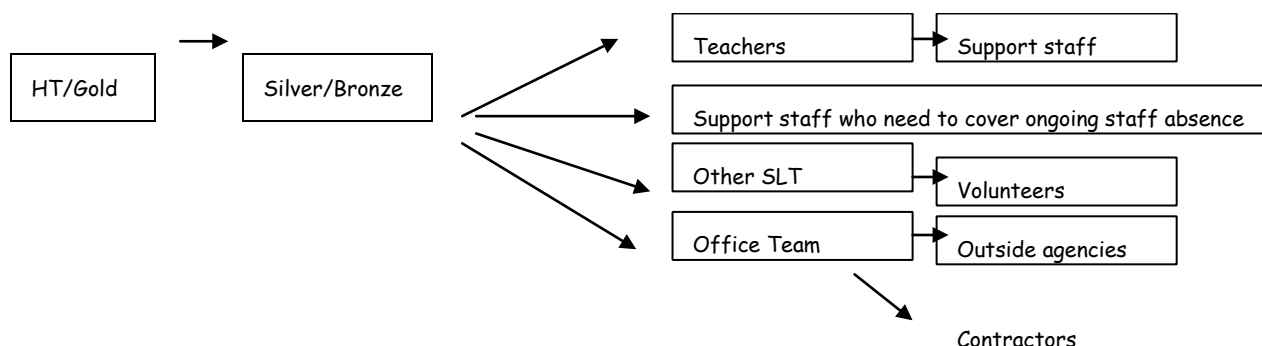 HT/Gold
Silver/Bronze
Teachers
Support staff
Support staff who need to cover ongoing staff absence
Other SLT
Volunteers
Office Team
Outside agencies
Contractors